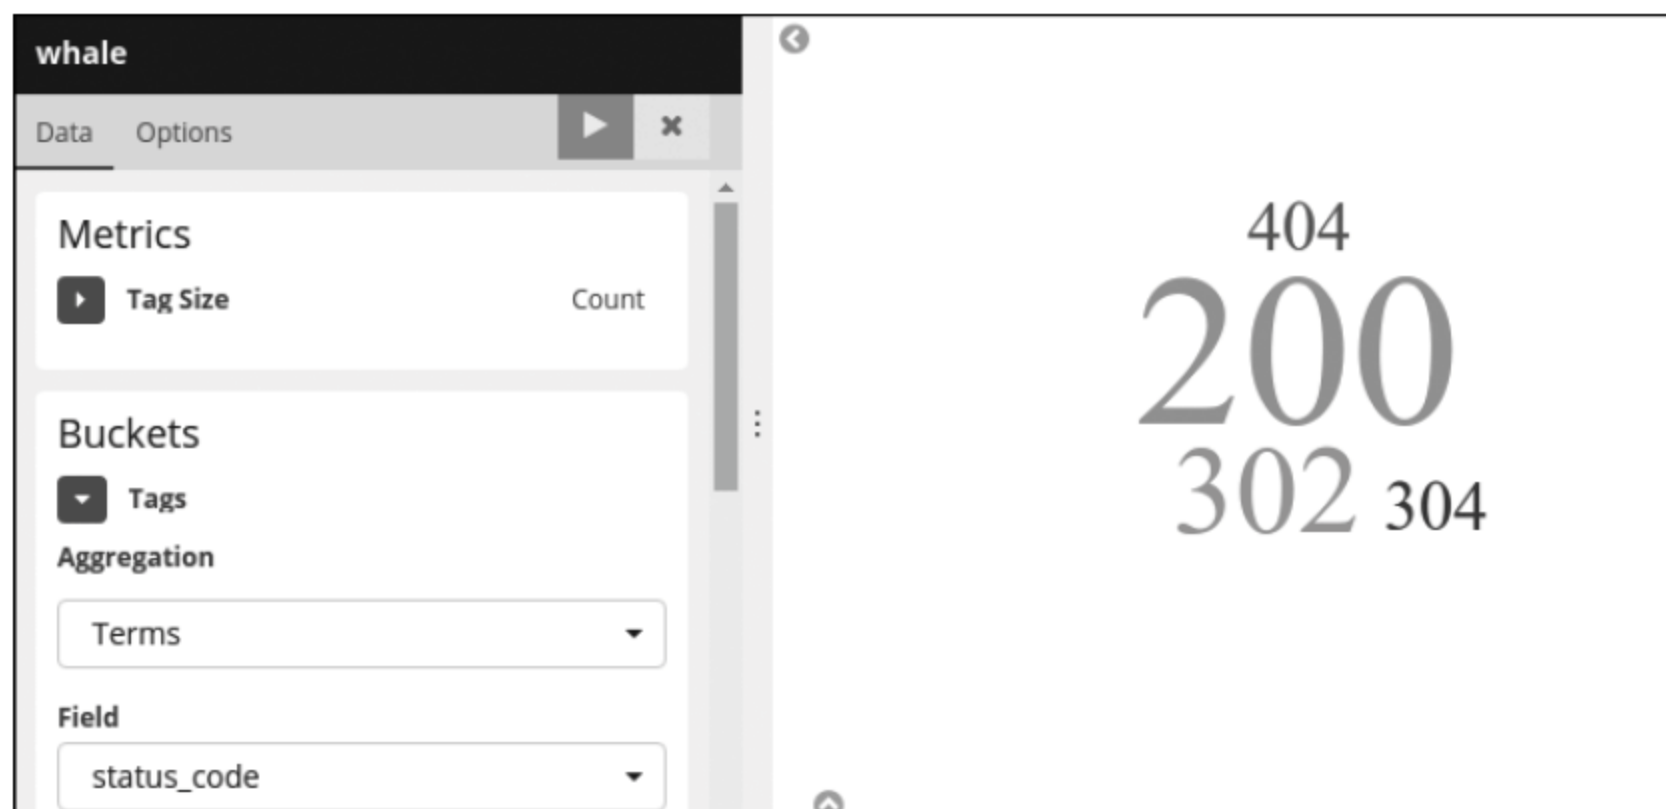 whale
Data Options
Metrics
Tag Size Count
Buckets
Tags
Aggregation
Terms
Field
status_code
404
200
302 304